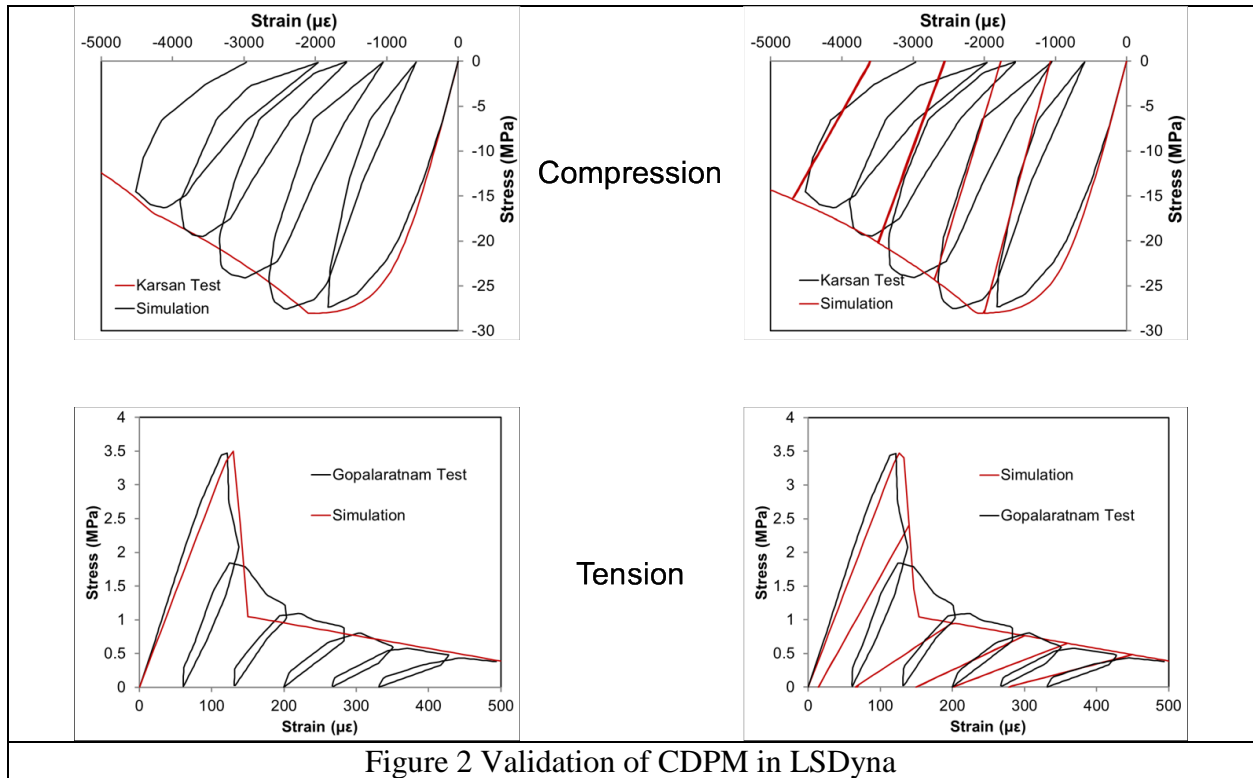 Strain (µε)
-5000 -4000 -3000 -2000 -1000 0
0
-5
-10
-15
-20
-25
-30
Stress (MPa)
Karsan Test
Simulation
Compression
Strain (µε)
-5000 -4000 -3000 -2000 -1000 0
0
-5
-10
-15
-20
-25
-30
Stress (MPa)
Karsan Test
Simulation
4
3.5
3
2.5
2
1.5
1
0.5
0
Stress (MPa)
Gopalaratnam Test
Simulation
0 100 200 300 400 500
Strain (µε)
Tension
4
3.5
3
2.5
2
1.5
1
0.5
0
Stress (MPa)
Simulation
Gopalaratnam Test
0 100 200 300 400 500
Strain (µε)
Figure 2 Validation of CDPM in LSDyna